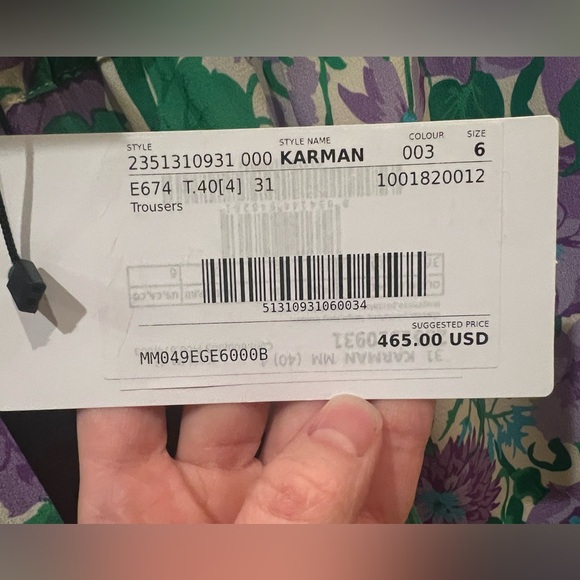 STYLE STYLE NAME COLOUR SIZE
2351310931 000 KARMAN 003 6
E674 T.40[4] 31 1001820012
Trousers
51310931060034
SUGGESTED PRICE
465.00 USD
MM049EGE6000B